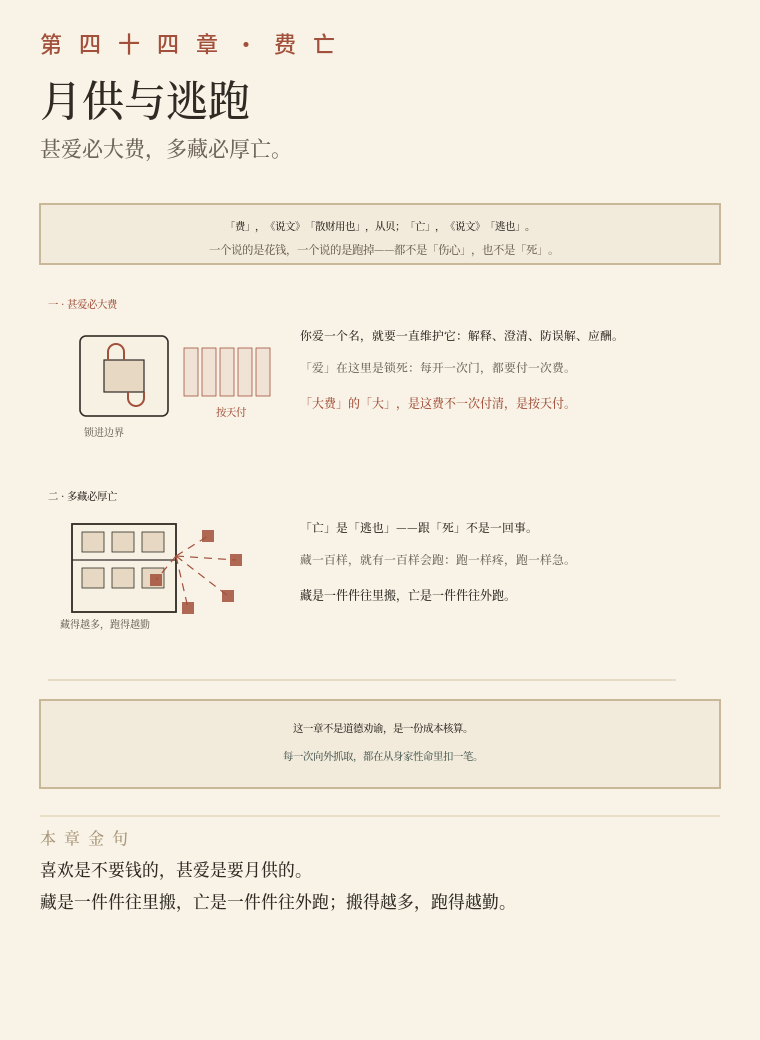 第四十四章·费亡
月供与逃跑
甚爱必大费，多藏必厚亡。
「费」，《说文》「散财用也」，从贝；「亡」，《说文》「逃也」。
一个说的是花钱，一个说的是跑掉——都不是「伤心」，也不是「死」。
一 · 甚爱必大费
你爱一个名，就要一直维护它：解释、澄清、防误解、应酬。
「爱」在这里是锁死：每开一次门，都要付一次费。
「大费」的「大」，是这费不一次付清，是按天付。
按天付
锁进边界
二 · 多藏必厚亡
「亡」是「逃也」——跟「死」不是一回事。
藏一百样，就有一百样会跑：跑一样疼，跑一样急。
藏是一件件往里搬，亡是一件件往外跑。
藏得越多，跑得越勤
这一章不是道德劝谕，是一份成本核算。
每一次向外抓取，都在从身家性命里扣一笔。
本章金句
喜欢是不要钱的，甚爱是要月供的。
藏是一件件往里搬，亡是一件件往外跑；搬得越多，跑得越勤。